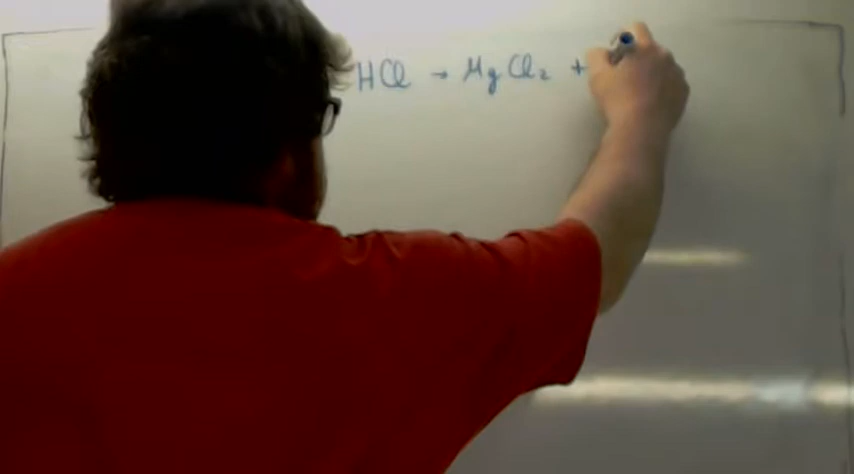 HCl → MgCl₂ +